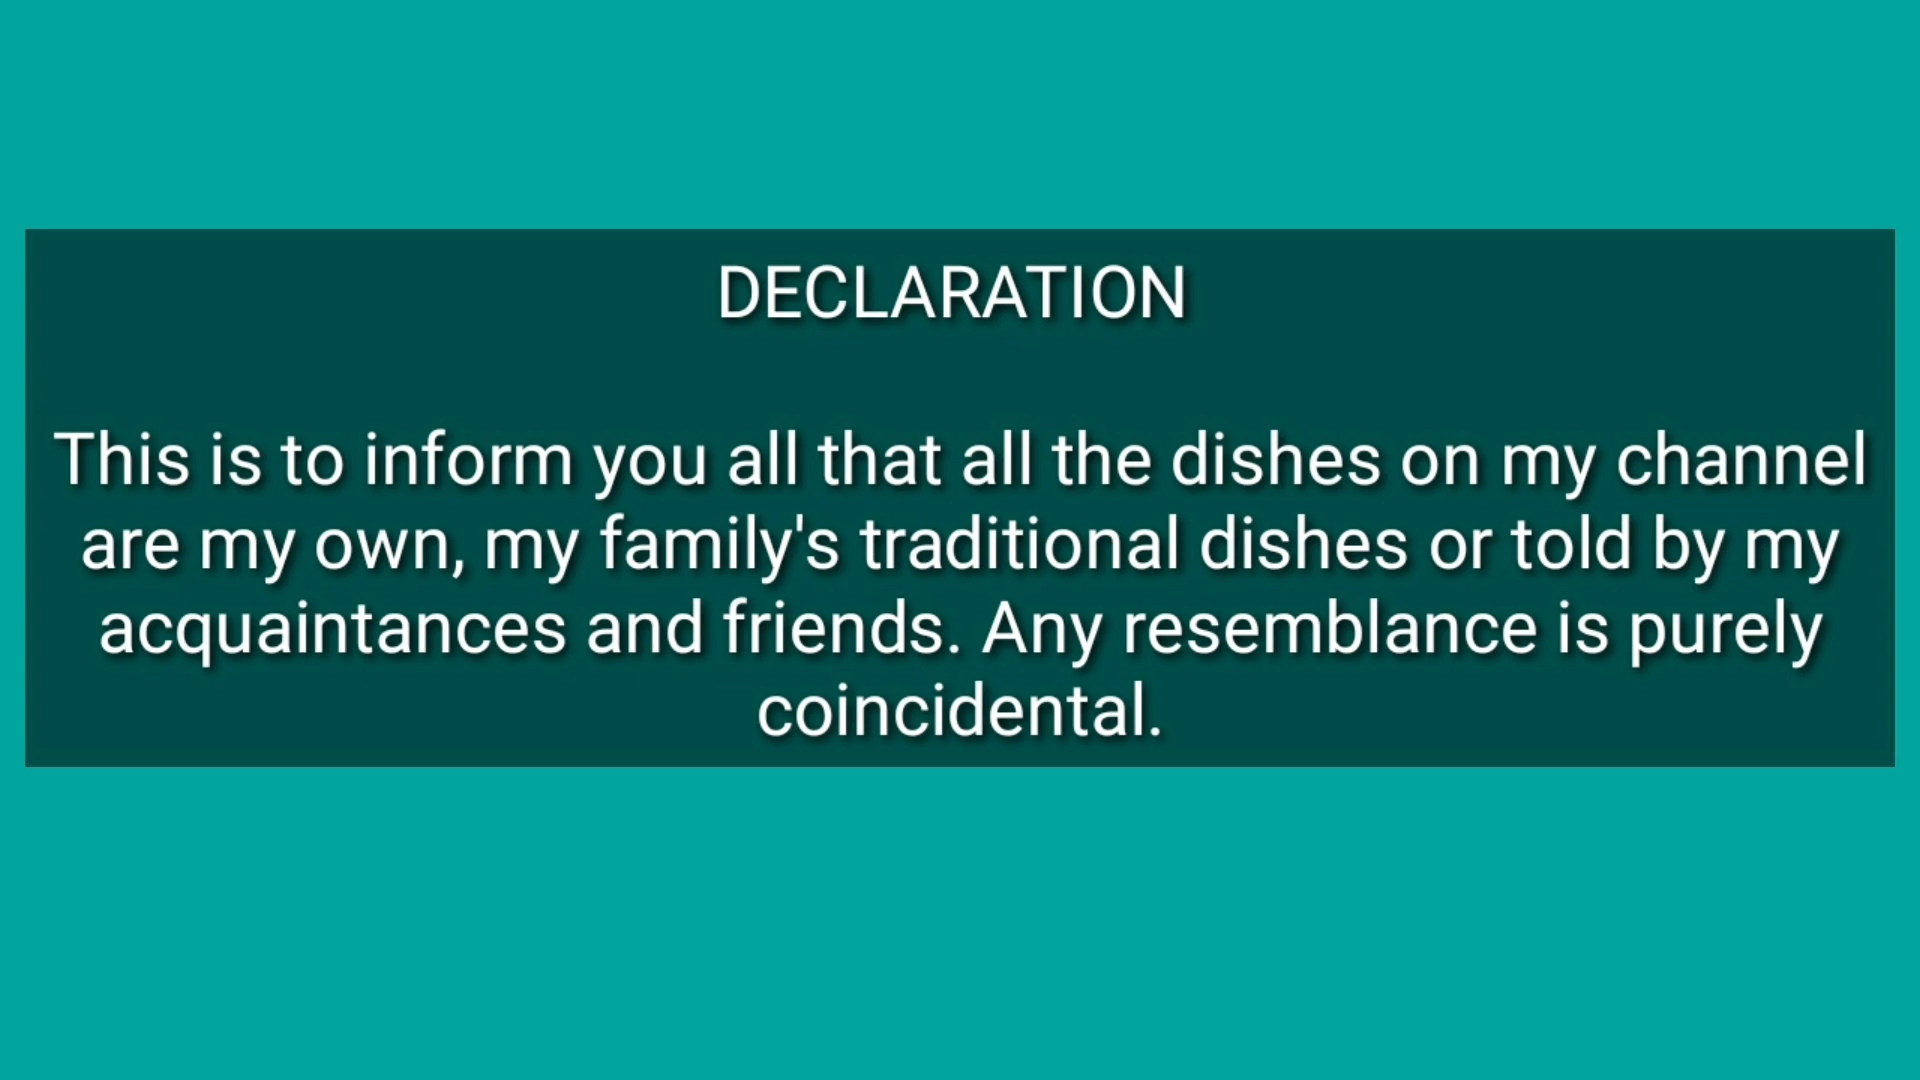 DECLARATION
This is to inform you all that all the dishes on my channel
are my own, my family's traditional dishes or told by my
acquaintances and friends. Any resemblance is purely
coincidental.